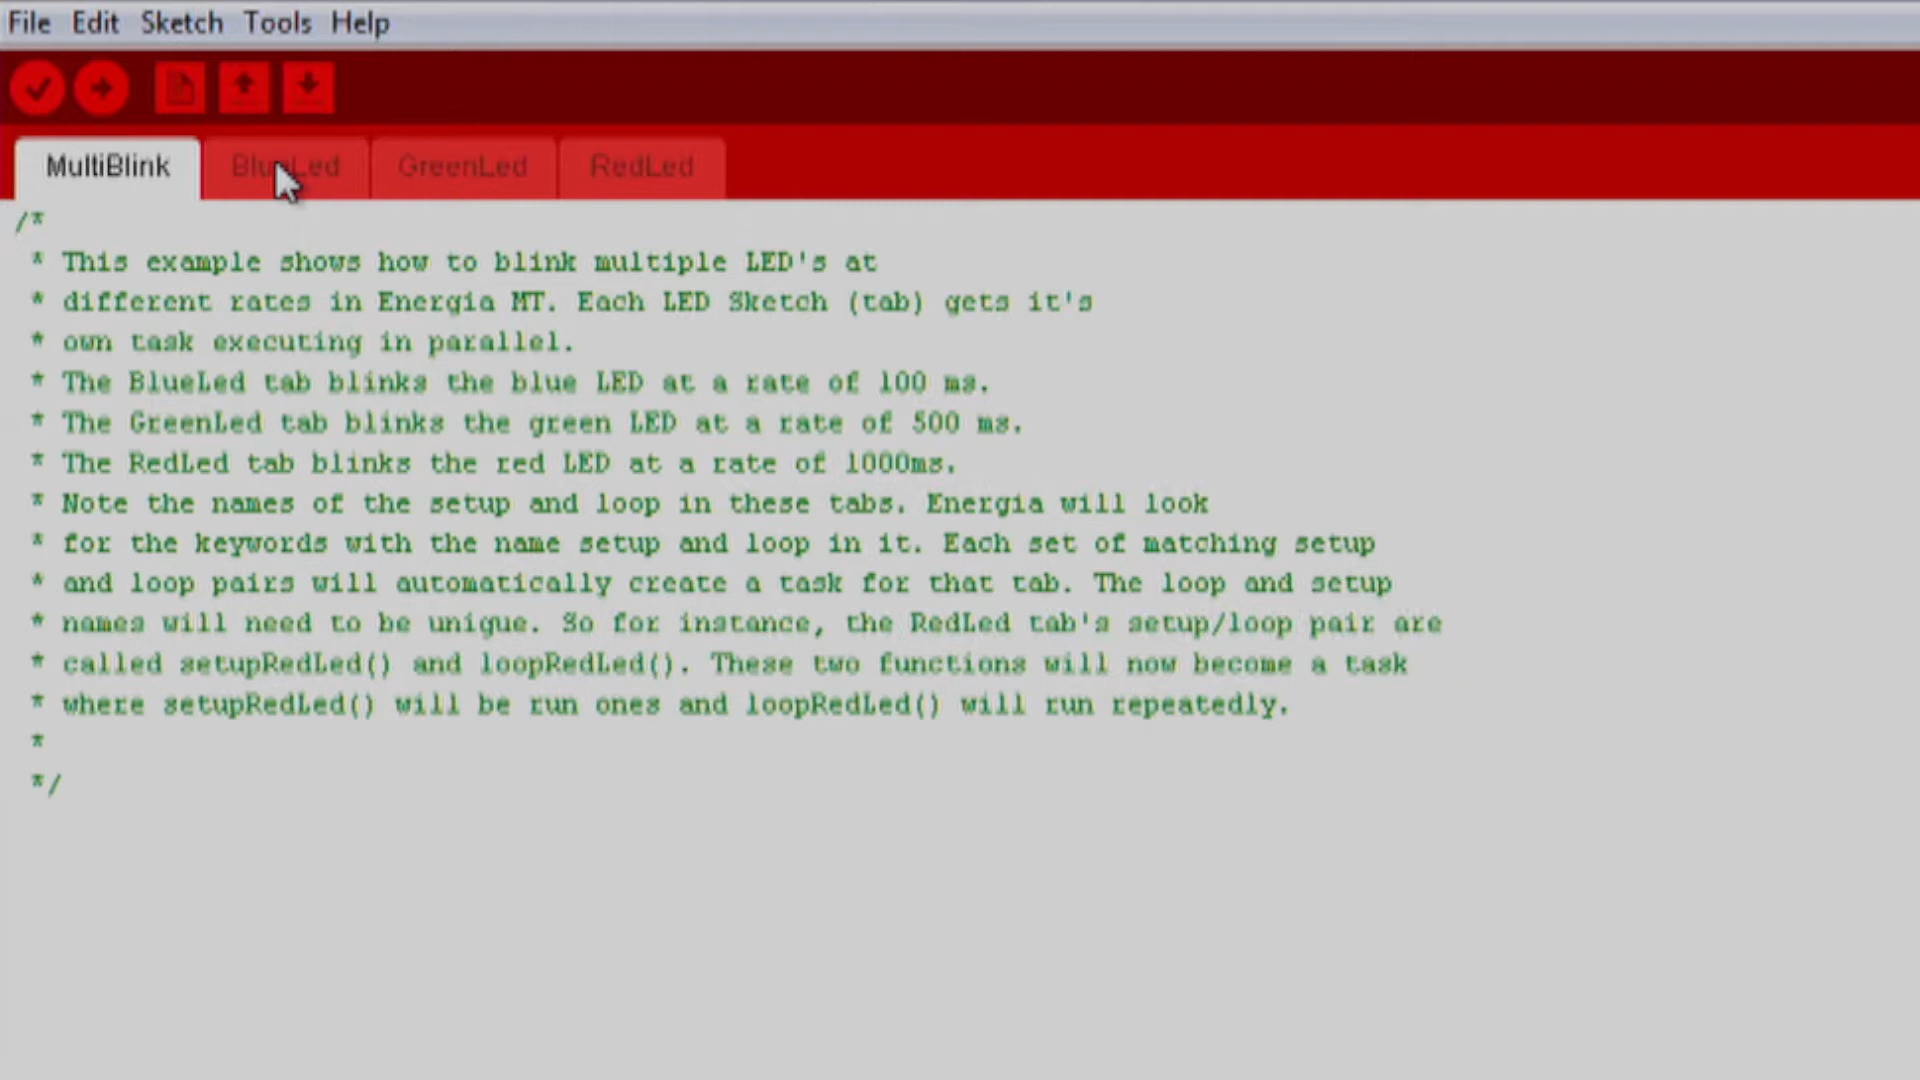 File Edit Sketch Tools Help
MultiBlink BlueLed GreenLed RedLed
/*
* This example shows how to blink multiple LED's at
* different rates in Energia MT. Each LED Sketch (tab) gets it's
* own task executing in parallel.
* The BlueLed tab blinks the blue LED at a rate of 100 ms.
* The GreenLed tab blinks the green LED at a rate of 500 ms.
* The RedLed tab blinks the red LED at a rate of 1000ms.
* Note the names of the setup and loop in these tabs. Energia will look
* for the keywords with the name setup and loop in it. Each set of matching setup
* and loop pairs will automatically create a task for that tab. The loop and setup
* names will need to be unique. So for instance, the RedLed tab's setup/loop pair are
* called setupRedLed() and loopRedLed(). These two functions will now become a task
* where setupRedLed() will be run ones and loopRedLed() will run repeatedly.
*
*/